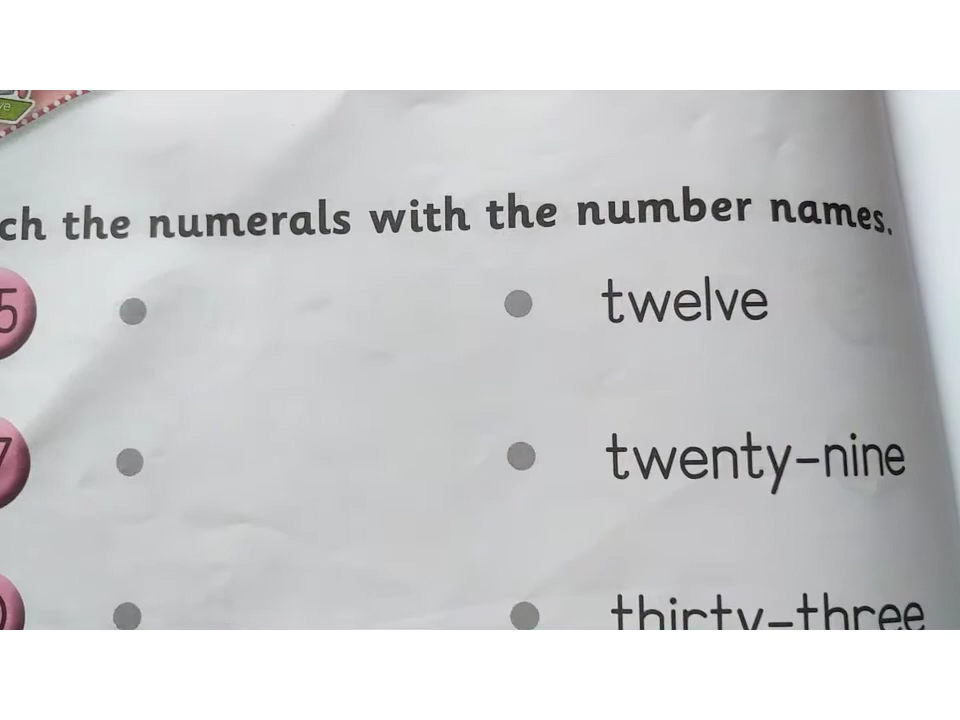 ch the numerals with the number names.
5 twelve
7 twenty-nine
thirty-three